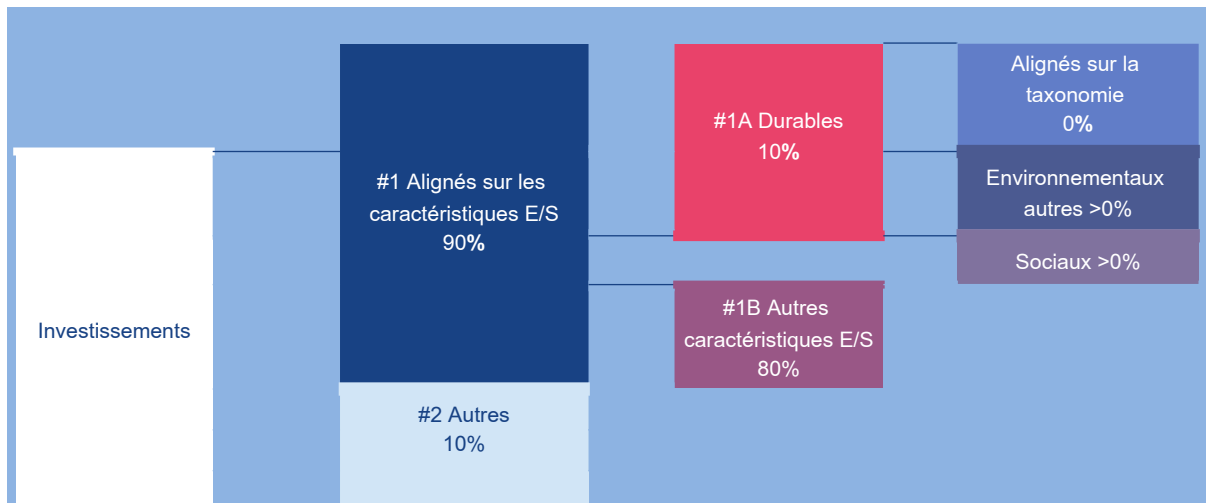 Investissements
#1 Alignés sur les
caractéristiques E/S
90%
#2 Autres
10%
#1A Durables
10%
#1B Autres
caractéristiques E/S
80%
Alignés sur la
taxonomie
0%
Environnementaux
autres >0%
Sociaux >0%